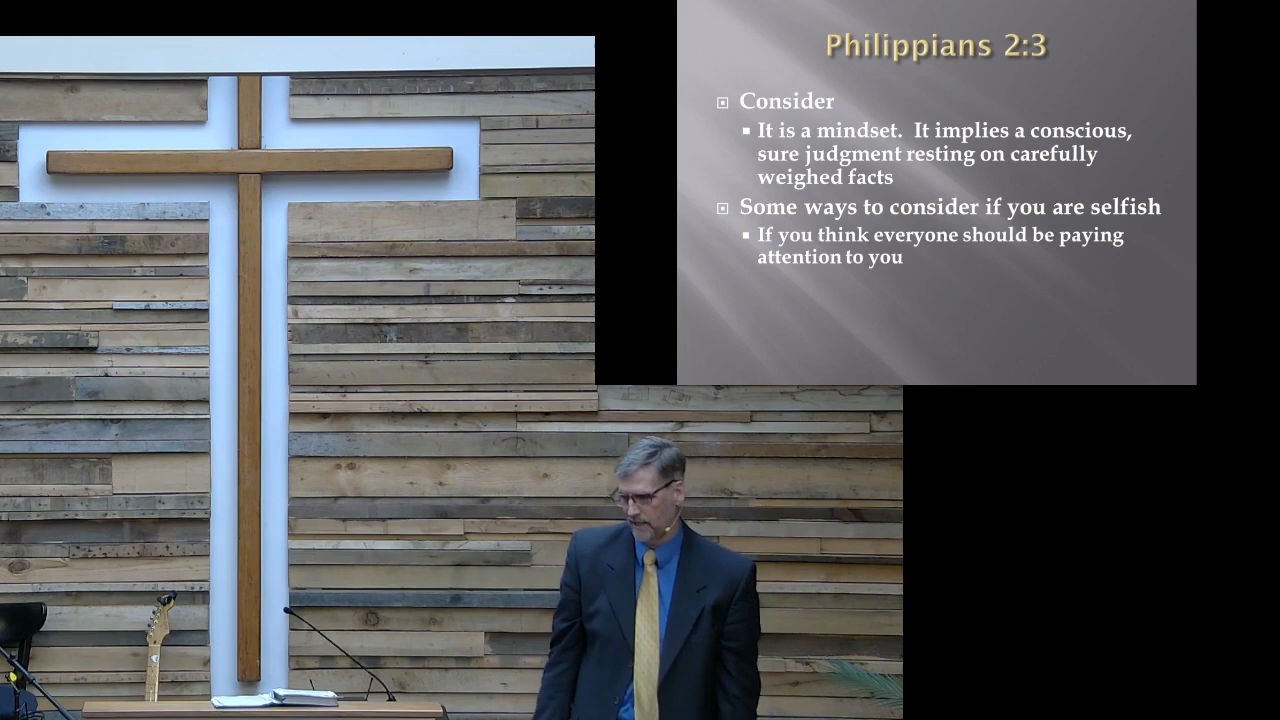 Philippians 2:3
Consider
It is a mindset.  It implies a conscious,
sure judgment resting on carefully
weighed facts
Some ways to consider if you are selfish
If you think everyone should be paying
attention to you